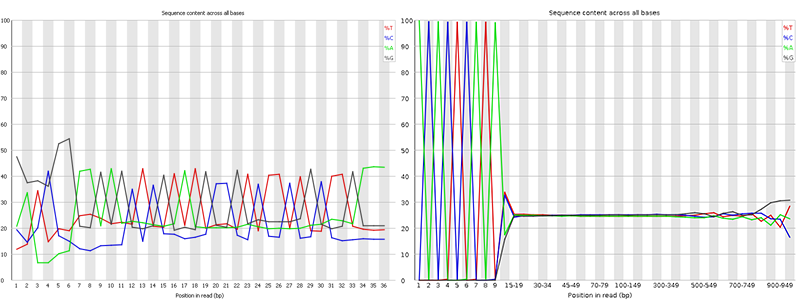 Sequence content across all bases
100
%T
%C
%A
%G
90
80
70
60
50
40
30
20
10
0
1 2 3 4 5 6 7 8 9 10 11 12 13 14 15 16 17 18 19 20 21 22 23 24 25 26 27 28 29 30 31 32 33 34 35 36
Position in read (bp)
Sequence content across all bases
100
%T
%C
%A
%G
90
80
70
60
50
40
30
20
10
0
1 2 3 4 5 6 7 8 9 15-19 30-34 45-49 70-79 100-149 300-349 500-549 700-749 900-949
Position in read (bp)